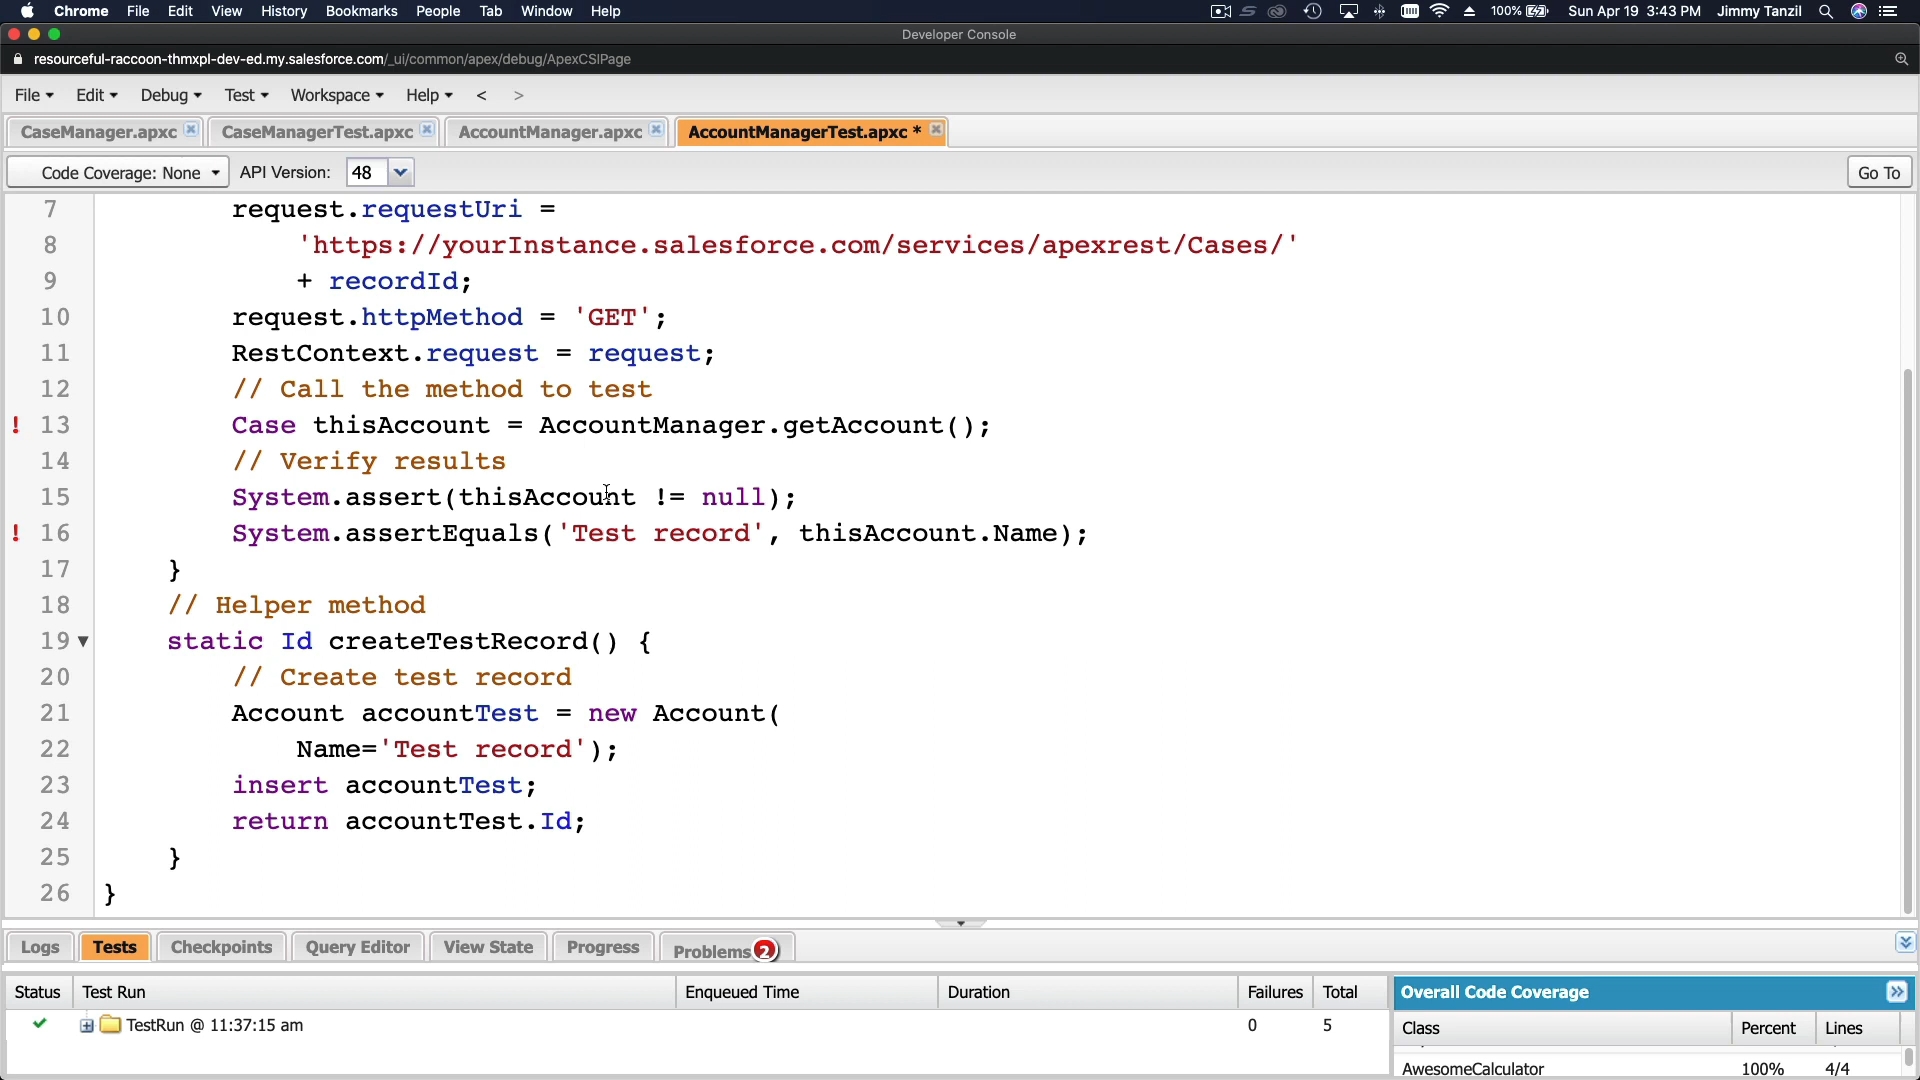 Chrome File Edit View History Bookmarks People Tab Window Help 100% Sun Apr 19 3:43 PM Jimmy Tanzil
Developer Console
resourceful-raccoon-thmxpl-dev-ed.my.salesforce.com/_ui/common/apex/debug/ApexCSIPage
File Edit Debug Test Workspace Help < >
CaseManager.apxc CaseManagerTest.apxc AccountManager.apxc AccountManagerTest.apxc *
Code Coverage: None API Version: 48 Go To
7 request.requestUri =
8 'https://yourInstance.salesforce.com/services/apexrest/Cases/'
9 + recordId;
10 request.httpMethod = 'GET';
11 RestContext.request = request;
12 // Call the method to test
! 13 Case thisAccount = AccountManager.getAccount();
14 // Verify results
15 System.assert(thisAccount != null);
! 16 System.assertEquals('Test record', thisAccount.Name);
17 }
18 // Helper method
19 static Id createTestRecord() {
20 // Create test record
21 Account accountTest = new Account(
22 Name='Test record');
23 insert accountTest;
24 return accountTest.Id;
25 }
26 }
Logs Tests Checkpoints Query Editor View State Progress Problems 2
Status Test Run Enqueued Time Duration Failures Total Overall Code Coverage
TestRun @ 11:37:15 am 0 5 Class Percent Lines
AwesomeCalculator 100% 4/4